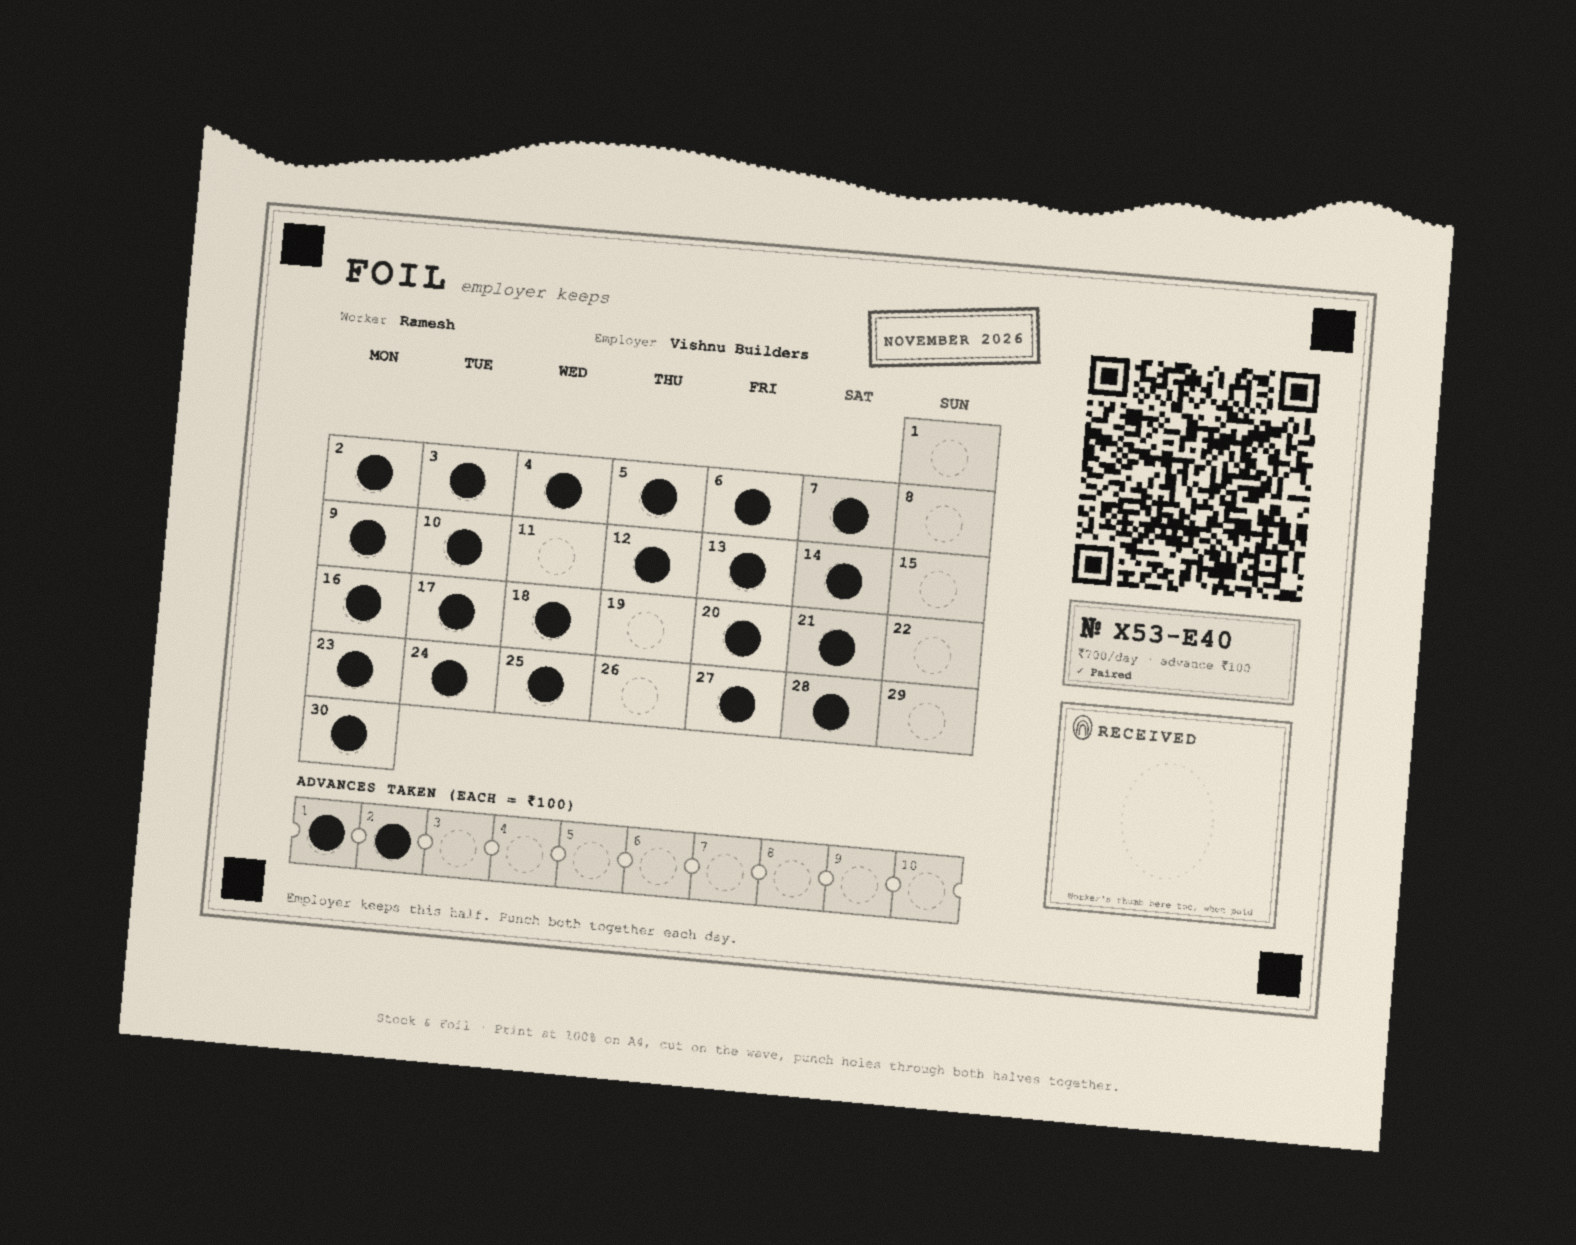 FOIL employer keeps
Worker Ramesh
Employer Vishnu Builders
NOVEMBER 2026
MON TUE WED THU FRI SAT SUN
1
2 3 4 5 6 7 8
9 10 11 12 13 14 15
16 17 18 19 20 21 22
23 24 25 26 27 28 29
30
№ X53-E40
₹700/day · advance ₹100
✓ Paired
RECEIVED
Worker's thumb here too, when paid
ADVANCES TAKEN (EACH = ₹100)
1 2 3 4 5 6 7 8 9 10
Employer keeps this half. Punch both together each day.
Stock & Foil · Print at 100% on A4, cut on the wave, punch holes through both halves together.